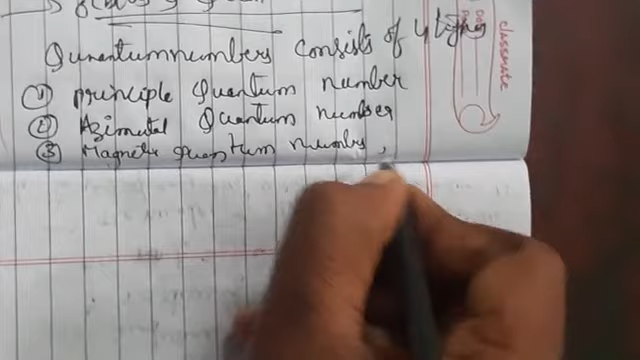 Quantumnumbers consists of 4 types
① principle Quantum number
② Azimutal Quantum number
③ Magnetic quantum number,
classmate